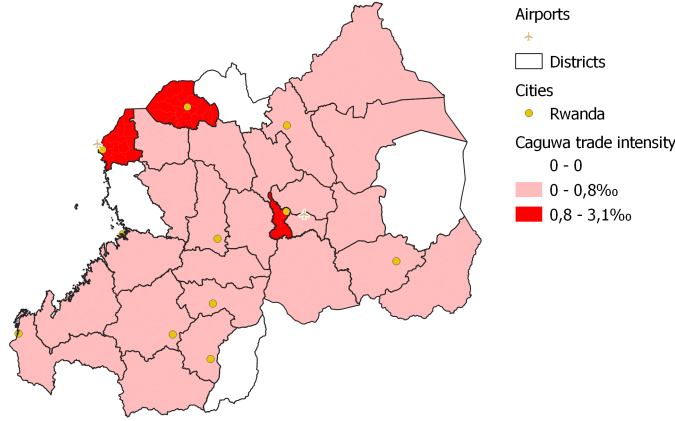 Airports
Districts
Cities
Rwanda
Caguwa trade intensity
0 - 0
0 - 0,8‰
0,8 - 3,1‰